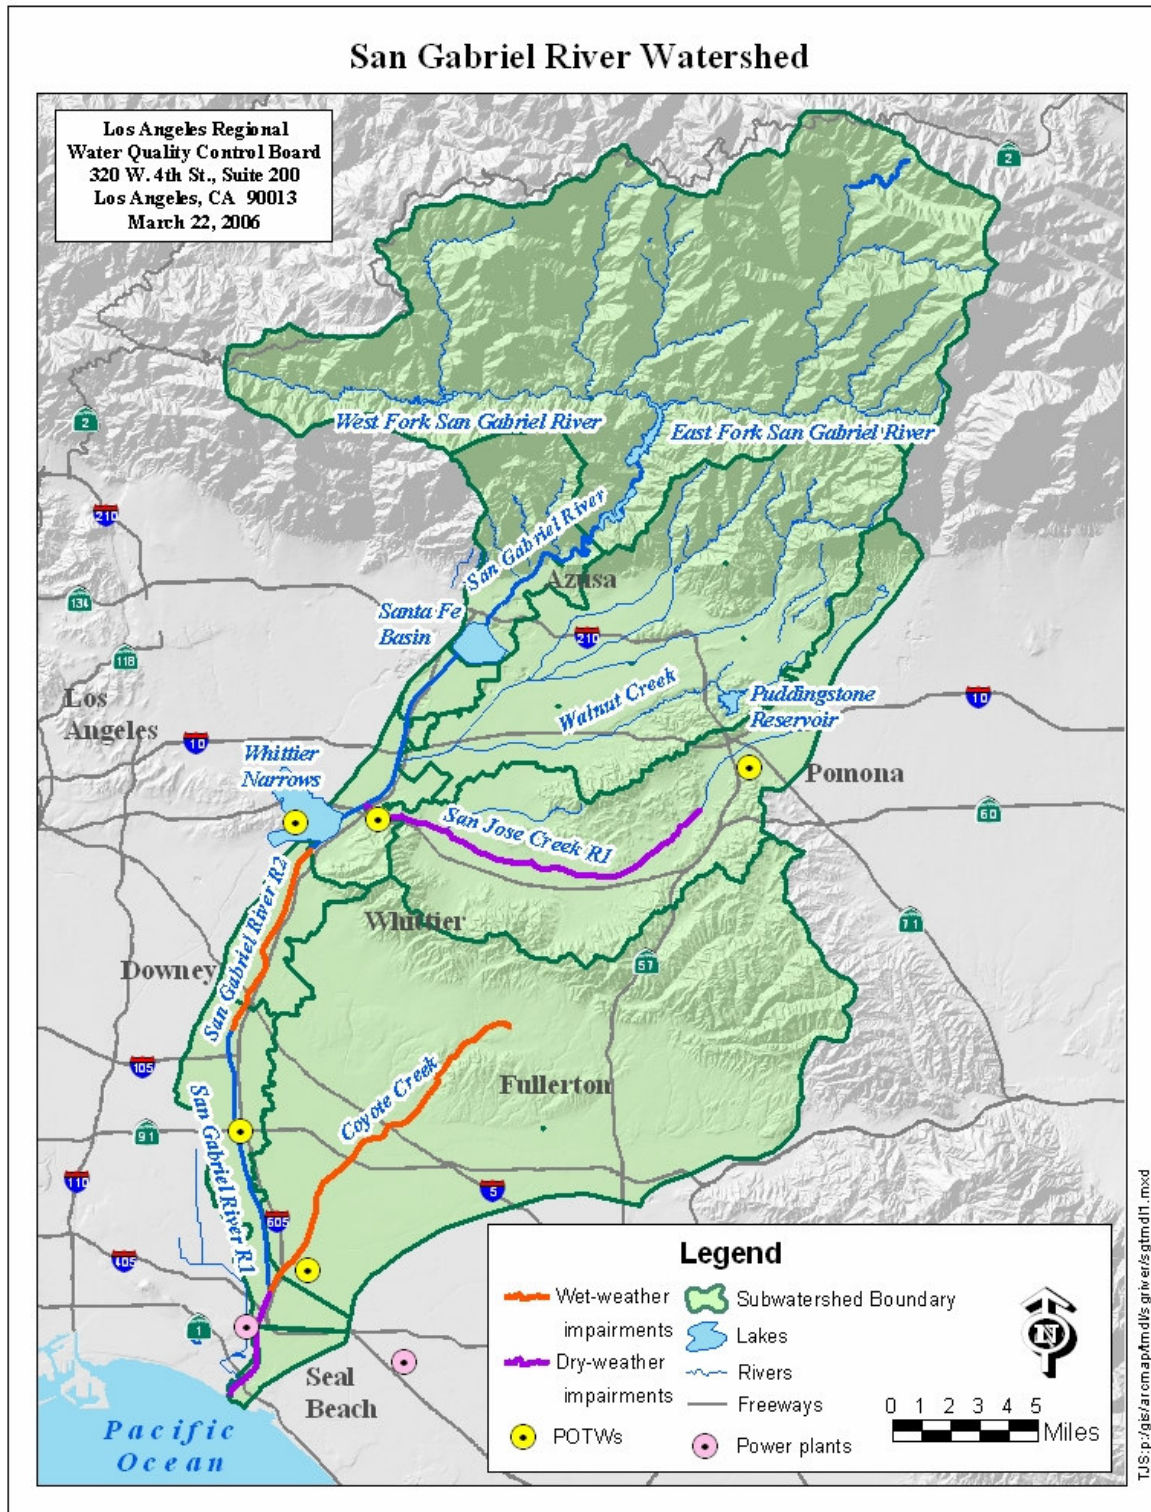 San Gabriel River Watershed
Los Angeles Regional
Water Quality Control Board
320 W. 4th St., Suite 200
Los Angeles, CA 90013
March 22, 2006
2
2
West Fork San Gabriel River
East Fork San Gabriel River
210
San Gabriel River
Azusa
134
Santa Fe
Basin
210
118
Los
Angeles
Walnut Creek
Puddingstone
Reservoir
10
10
Whittier
Narrows
Pomona
60
San Jose Creek R1
San Gabriel River R2
Whittier
71
57
Downey
105
Coyote Creek
Fullerton
San Gabriel River R1
91
110
5
605
405
1
Seal
Beach
Pacific
Ocean
Legend
Wet-weather
impairments
Dry-weather
impairments
POTWs
Subwatershed Boundary
Lakes
Rivers
Freeways
Power plants
N
0 1 2 3 4 5
Miles
TJS:p:/gis/arcmap/tmdl/sgriver/sgtmdl1.mxd